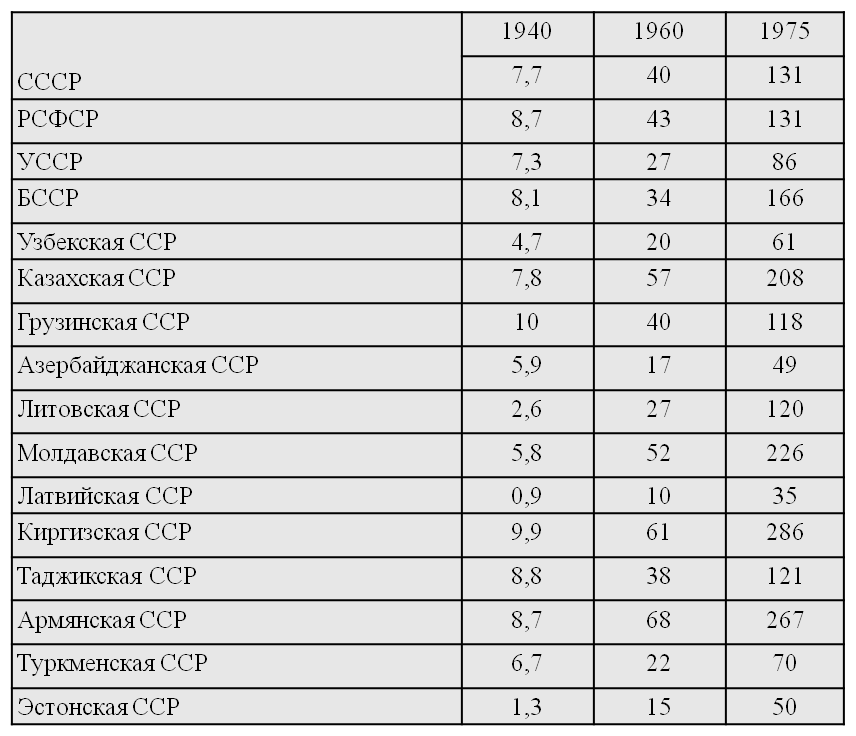 1940 1960 1975
СССР 7,7 40 131
РСФСР 8,7 43 131
УССР 7,3 27 86
БССР 8,1 34 166
Узбекская ССР 4,7 20 61
Казахская ССР 7,8 57 208
Грузинская ССР 10 40 118
Азербайджанская ССР 5,9 17 49
Литовская ССР 2,6 27 120
Молдавская ССР 5,8 52 226
Латвийская ССР 0,9 10 35
Киргизская ССР 9,9 61 286
Таджикская ССР 8,8 38 121
Армянская ССР 8,7 68 267
Туркменская ССР 6,7 22 70
Эстонская ССР 1,3 15 50